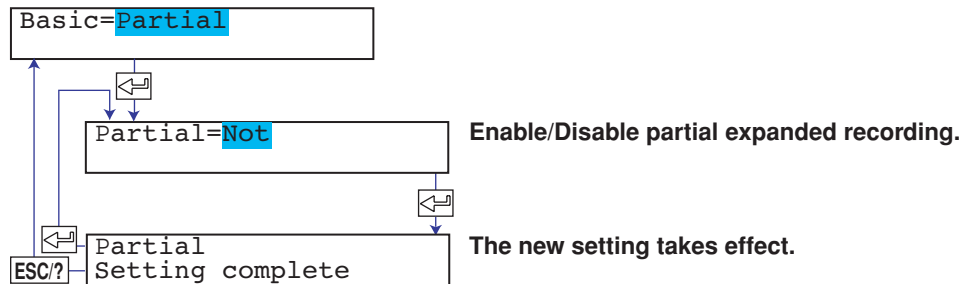 Basic=Partial
Partial=Not
Enable/Disable partial expanded recording.
Partial
Setting complete
The new setting takes effect.
ESC/?